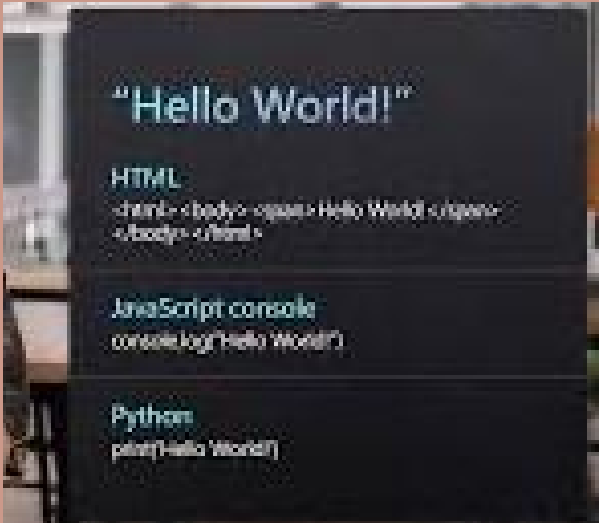 “Hello World!”
HTML
<html> <body> <span> Hello World! </span>
</body> </html>
JavaScript console
console.log("Hello World!")
Python
print('Hello World!')